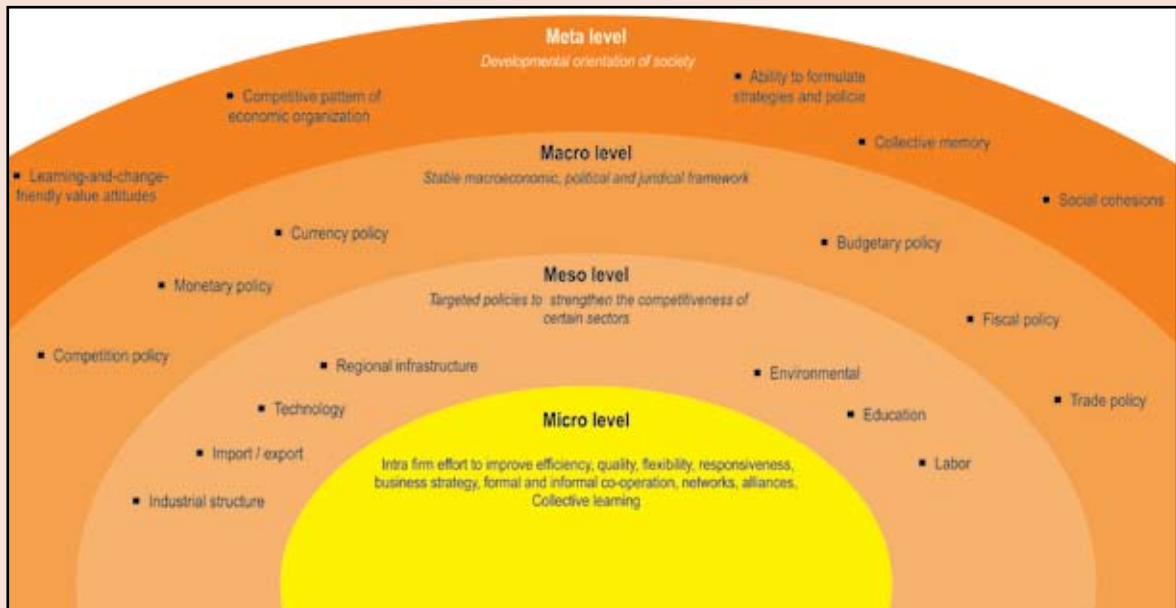 Meta level
Developmental orientation of society
▪ Competitive pattern of
economic organization
▪ Ability to formulate
strategies and policie
▪ Learning-and-change-
friendly value attitudes
▪ Collective memory
▪ Social cohesions
Macro level
Stable macroeconomic, political and juridical framework
▪ Currency policy
▪ Monetary policy
▪ Competition policy
▪ Budgetary policy
▪ Fiscal policy
▪ Trade policy
Meso level
Targeted policies to strengthen the competitiveness of
certain sectors
▪ Regional infrastructure
▪ Technology
▪ Import / export
▪ Industrial structure
▪ Environmental
▪ Education
▪ Labor
Micro level
Intra firm effort to improve efficiency, quality, flexibility, responsiveness,
business strategy, formal and informal co-operation, networks, alliances,
Collective learning